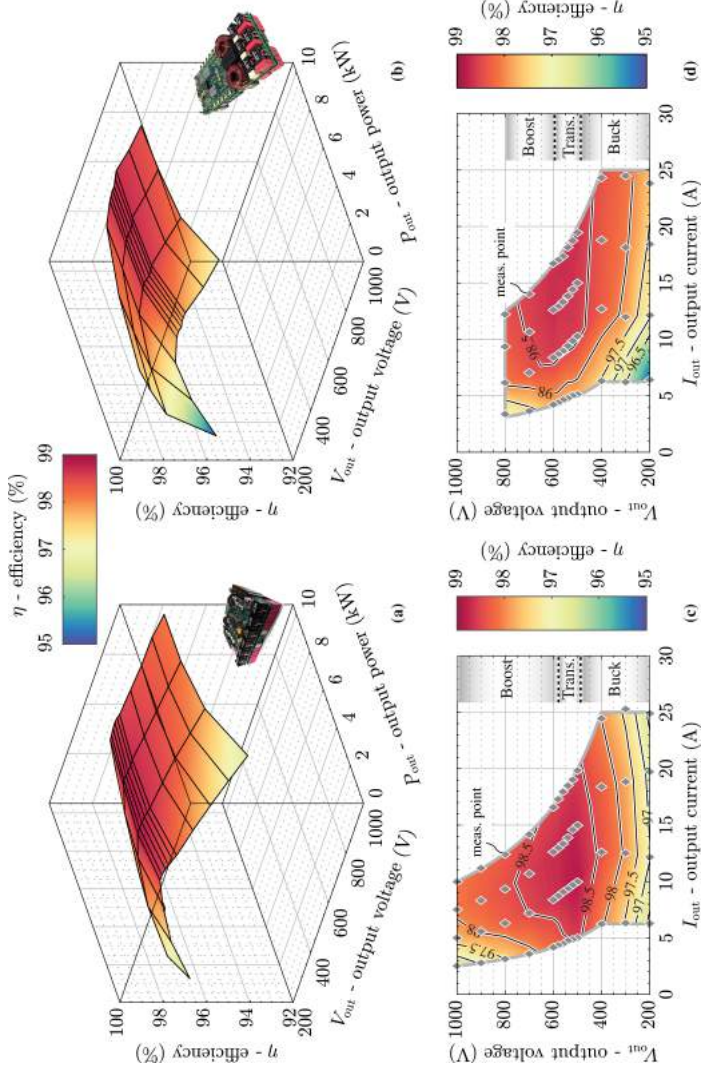 η - efficiency (%)
95 96 97 98 99
100
98
96
94
92
η - efficiency (%)
200
400
600
800
1000
V_out - output voltage (V)
0
2
4
6
8
10
P_out - output power (kW)
(a)
100
98
96
94
92
η - efficiency (%)
200
400
600
800
1000
V_out - output voltage (V)
0
2
4
6
8
10
P_out - output power (kW)
(b)
1000
800
600
400
200
V_out - output voltage (V)
meas. point
98.5
98
97.5
98.5
98
97.5
97
97
Boost
Trans.
Buck
0 5 10 15 20 25 30
I_out - output current (A)
99
98
97
96
95
η - efficiency (%)
(c)
1000
800
600
400
200
V_out - output voltage (V)
meas. point
98.5
98
97.5
97
96.5
Boost
Trans.
Buck
0 5 10 15 20 25 30
I_out - output current (A)
99
98
97
96
95
η - efficiency (%)
(d)